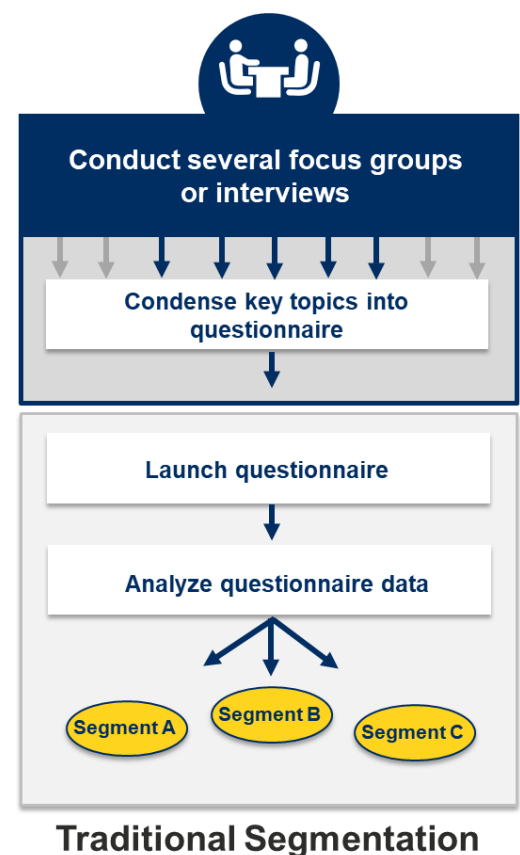 Conduct several focus groups
or interviews
Condense key topics into
questionnaire
Launch questionnaire
Analyze questionnaire data
Segment A
Segment B
Segment C
Traditional Segmentation